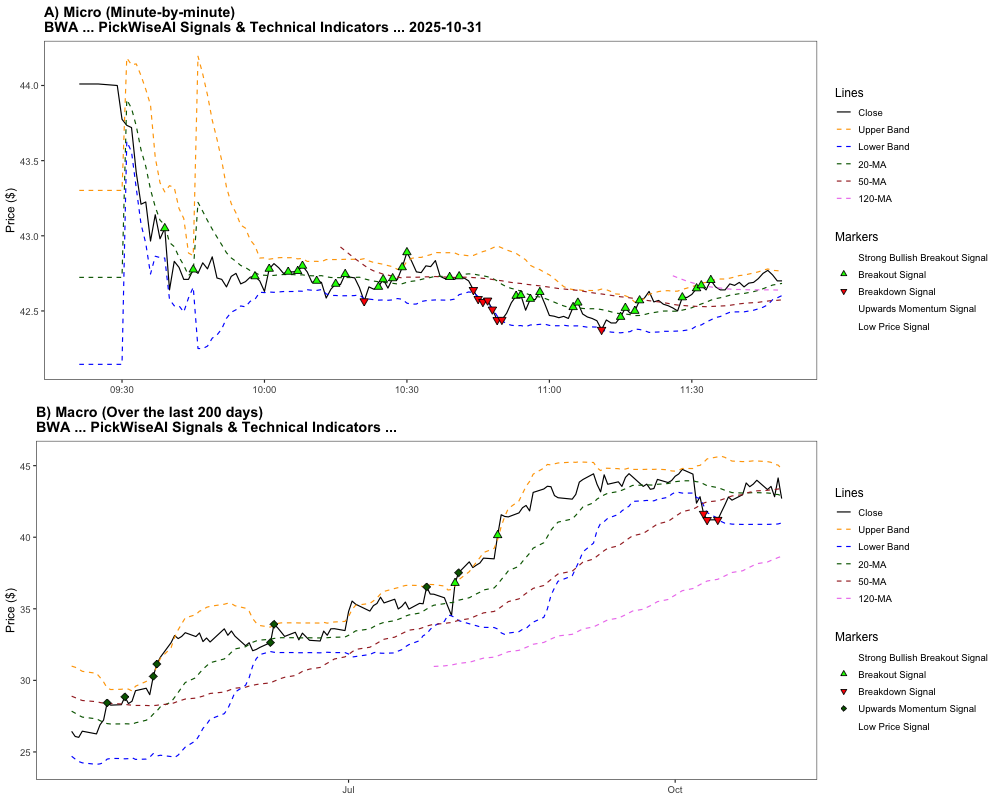 A) Micro (Minute-by-minute)
BWA ... PickWiseAI Signals & Technical Indicators ... 2025-10-31
Price ($)
44.0
43.5
43.0
42.5
09:30
10:00
10:30
11:00
11:30
Lines
Close
Upper Band
Lower Band
20-MA
50-MA
120-MA
Markers
Strong Bullish Breakout Signal
Breakout Signal
Breakdown Signal
Upwards Momentum Signal
Low Price Signal
B) Macro (Over the last 200 days)
BWA ... PickWiseAI Signals & Technical Indicators ...
Price ($)
45
40
35
30
25
Jul
Oct
Lines
Close
Upper Band
Lower Band
20-MA
50-MA
120-MA
Markers
Strong Bullish Breakout Signal
Breakout Signal
Breakdown Signal
Upwards Momentum Signal
Low Price Signal